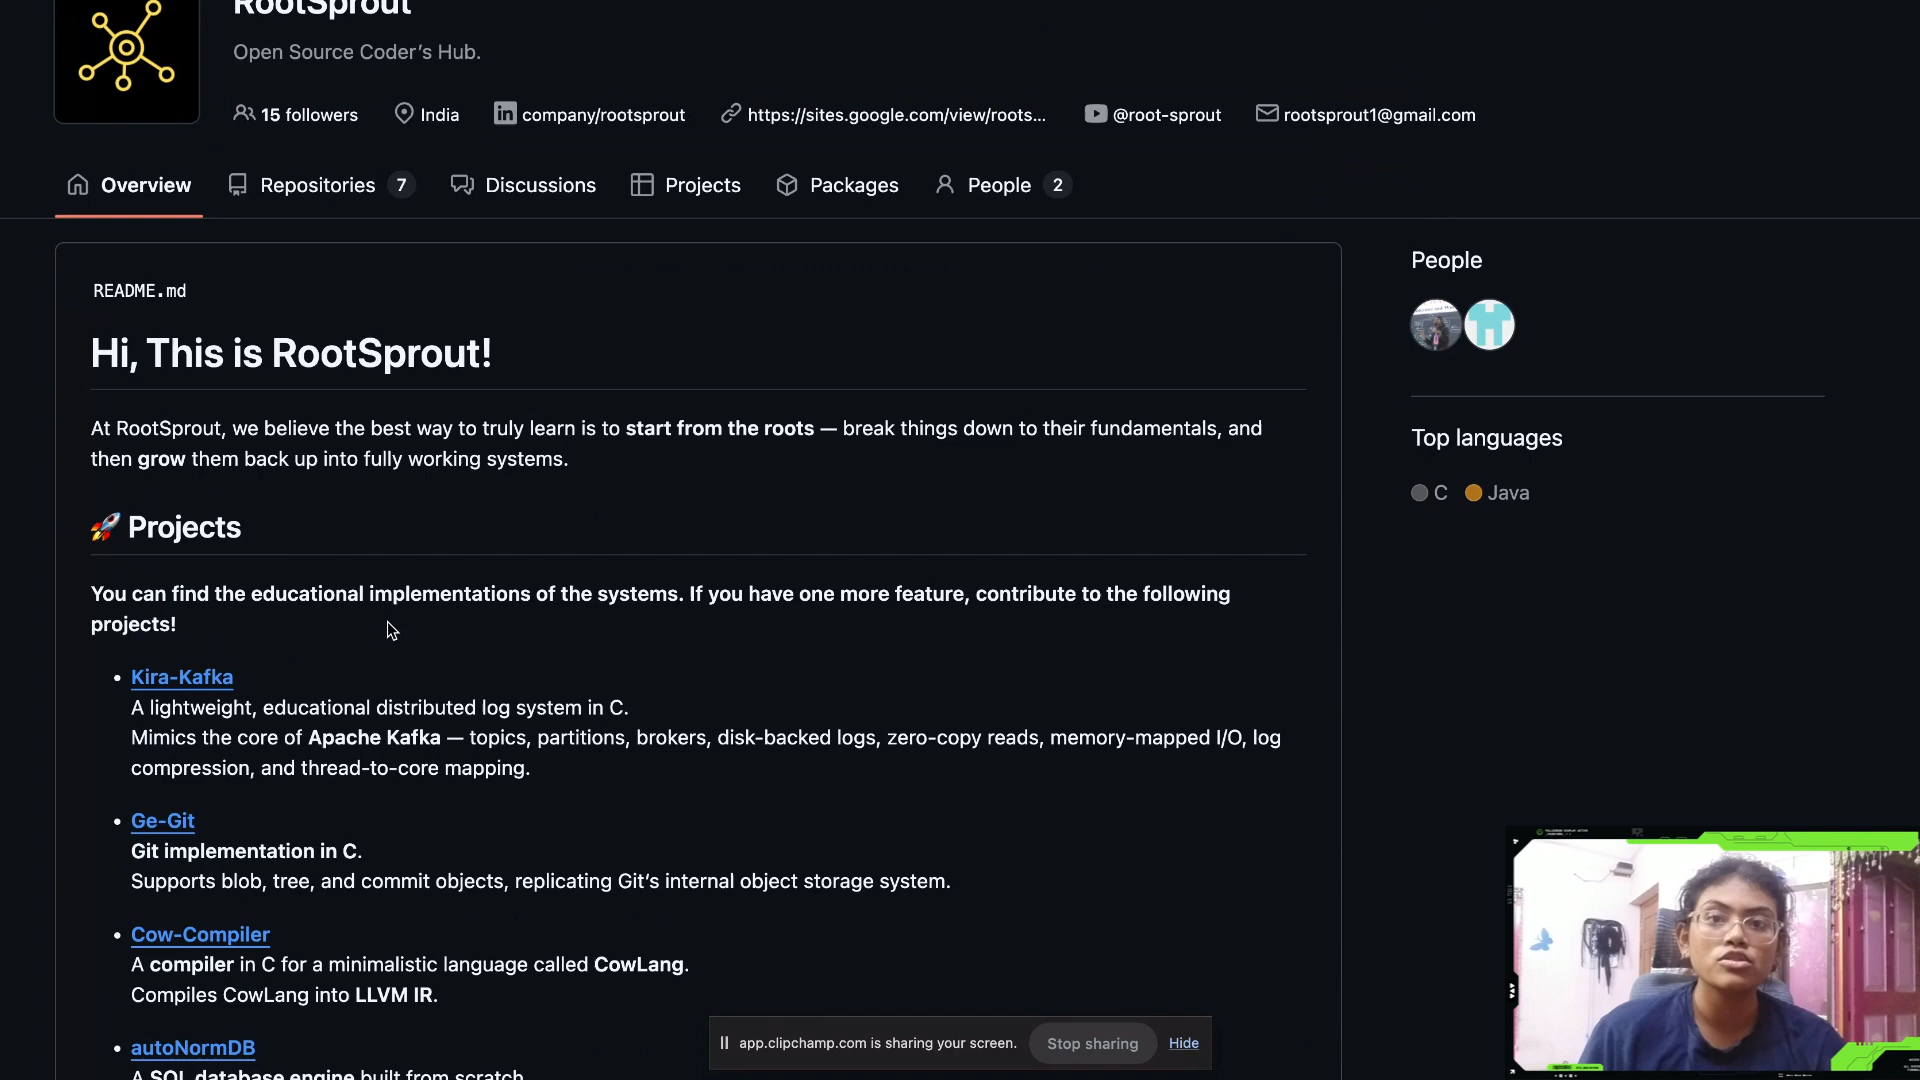 RootSprout
Open Source Coder's Hub.
15 followers India company/rootsprout https://sites.google.com/view/roots... @root-sprout rootsprout1@gmail.com
Overview Repositories 7 Discussions Projects Packages People 2
README.md
Hi, This is RootSprout!
At RootSprout, we believe the best way to truly learn is to start from the roots — break things down to their fundamentals, and
then grow them back up into fully working systems.
🚀 Projects
You can find the educational implementations of the systems. If you have one more feature, contribute to the following
projects!
• Kira-Kafka
A lightweight, educational distributed log system in C.
Mimics the core of Apache Kafka — topics, partitions, brokers, disk-backed logs, zero-copy reads, memory-mapped I/O, log
compression, and thread-to-core mapping.
• Ge-Git
Git implementation in C.
Supports blob, tree, and commit objects, replicating Git's internal object storage system.
• Cow-Compiler
A compiler in C for a minimalistic language called CowLang.
Compiles CowLang into LLVM IR.
• autoNormDB
A SQL database engine built from scratch
People
Top languages
C Java
app.clipchamp.com is sharing your screen. Stop sharing Hide